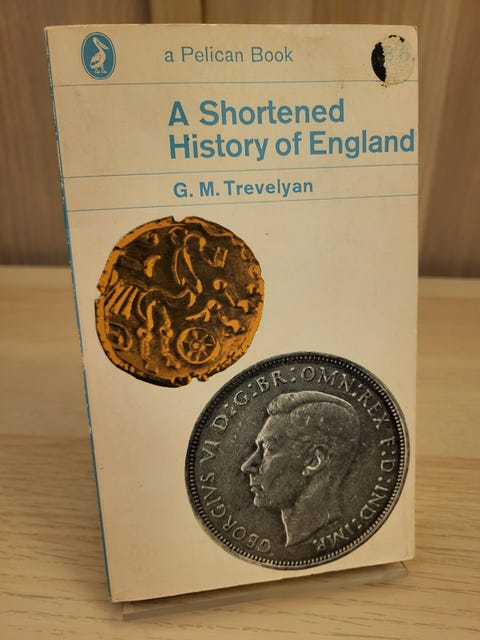 a Pelican Book
A Shortened
History of England
G. M. Trevelyan
GEORGIVS VI D:G:BR:OMN:REX F:D:IND:IMP.